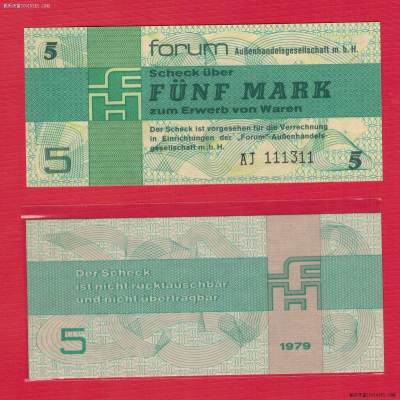 5
forum Außenhandelsgesellschaft m.b.H.
Scheck über
FÜNF MARK
zum Erwerb von Waren
Der Scheck ist vorgesehen für die Verrechnung
in Einrichtungen der „Forum"-Außenhandels-
gesellschaft m.b.H.
5
AJ 111311
5
Der Scheck
ist nicht rücktauschbar
und nicht übertragbar
5
1979